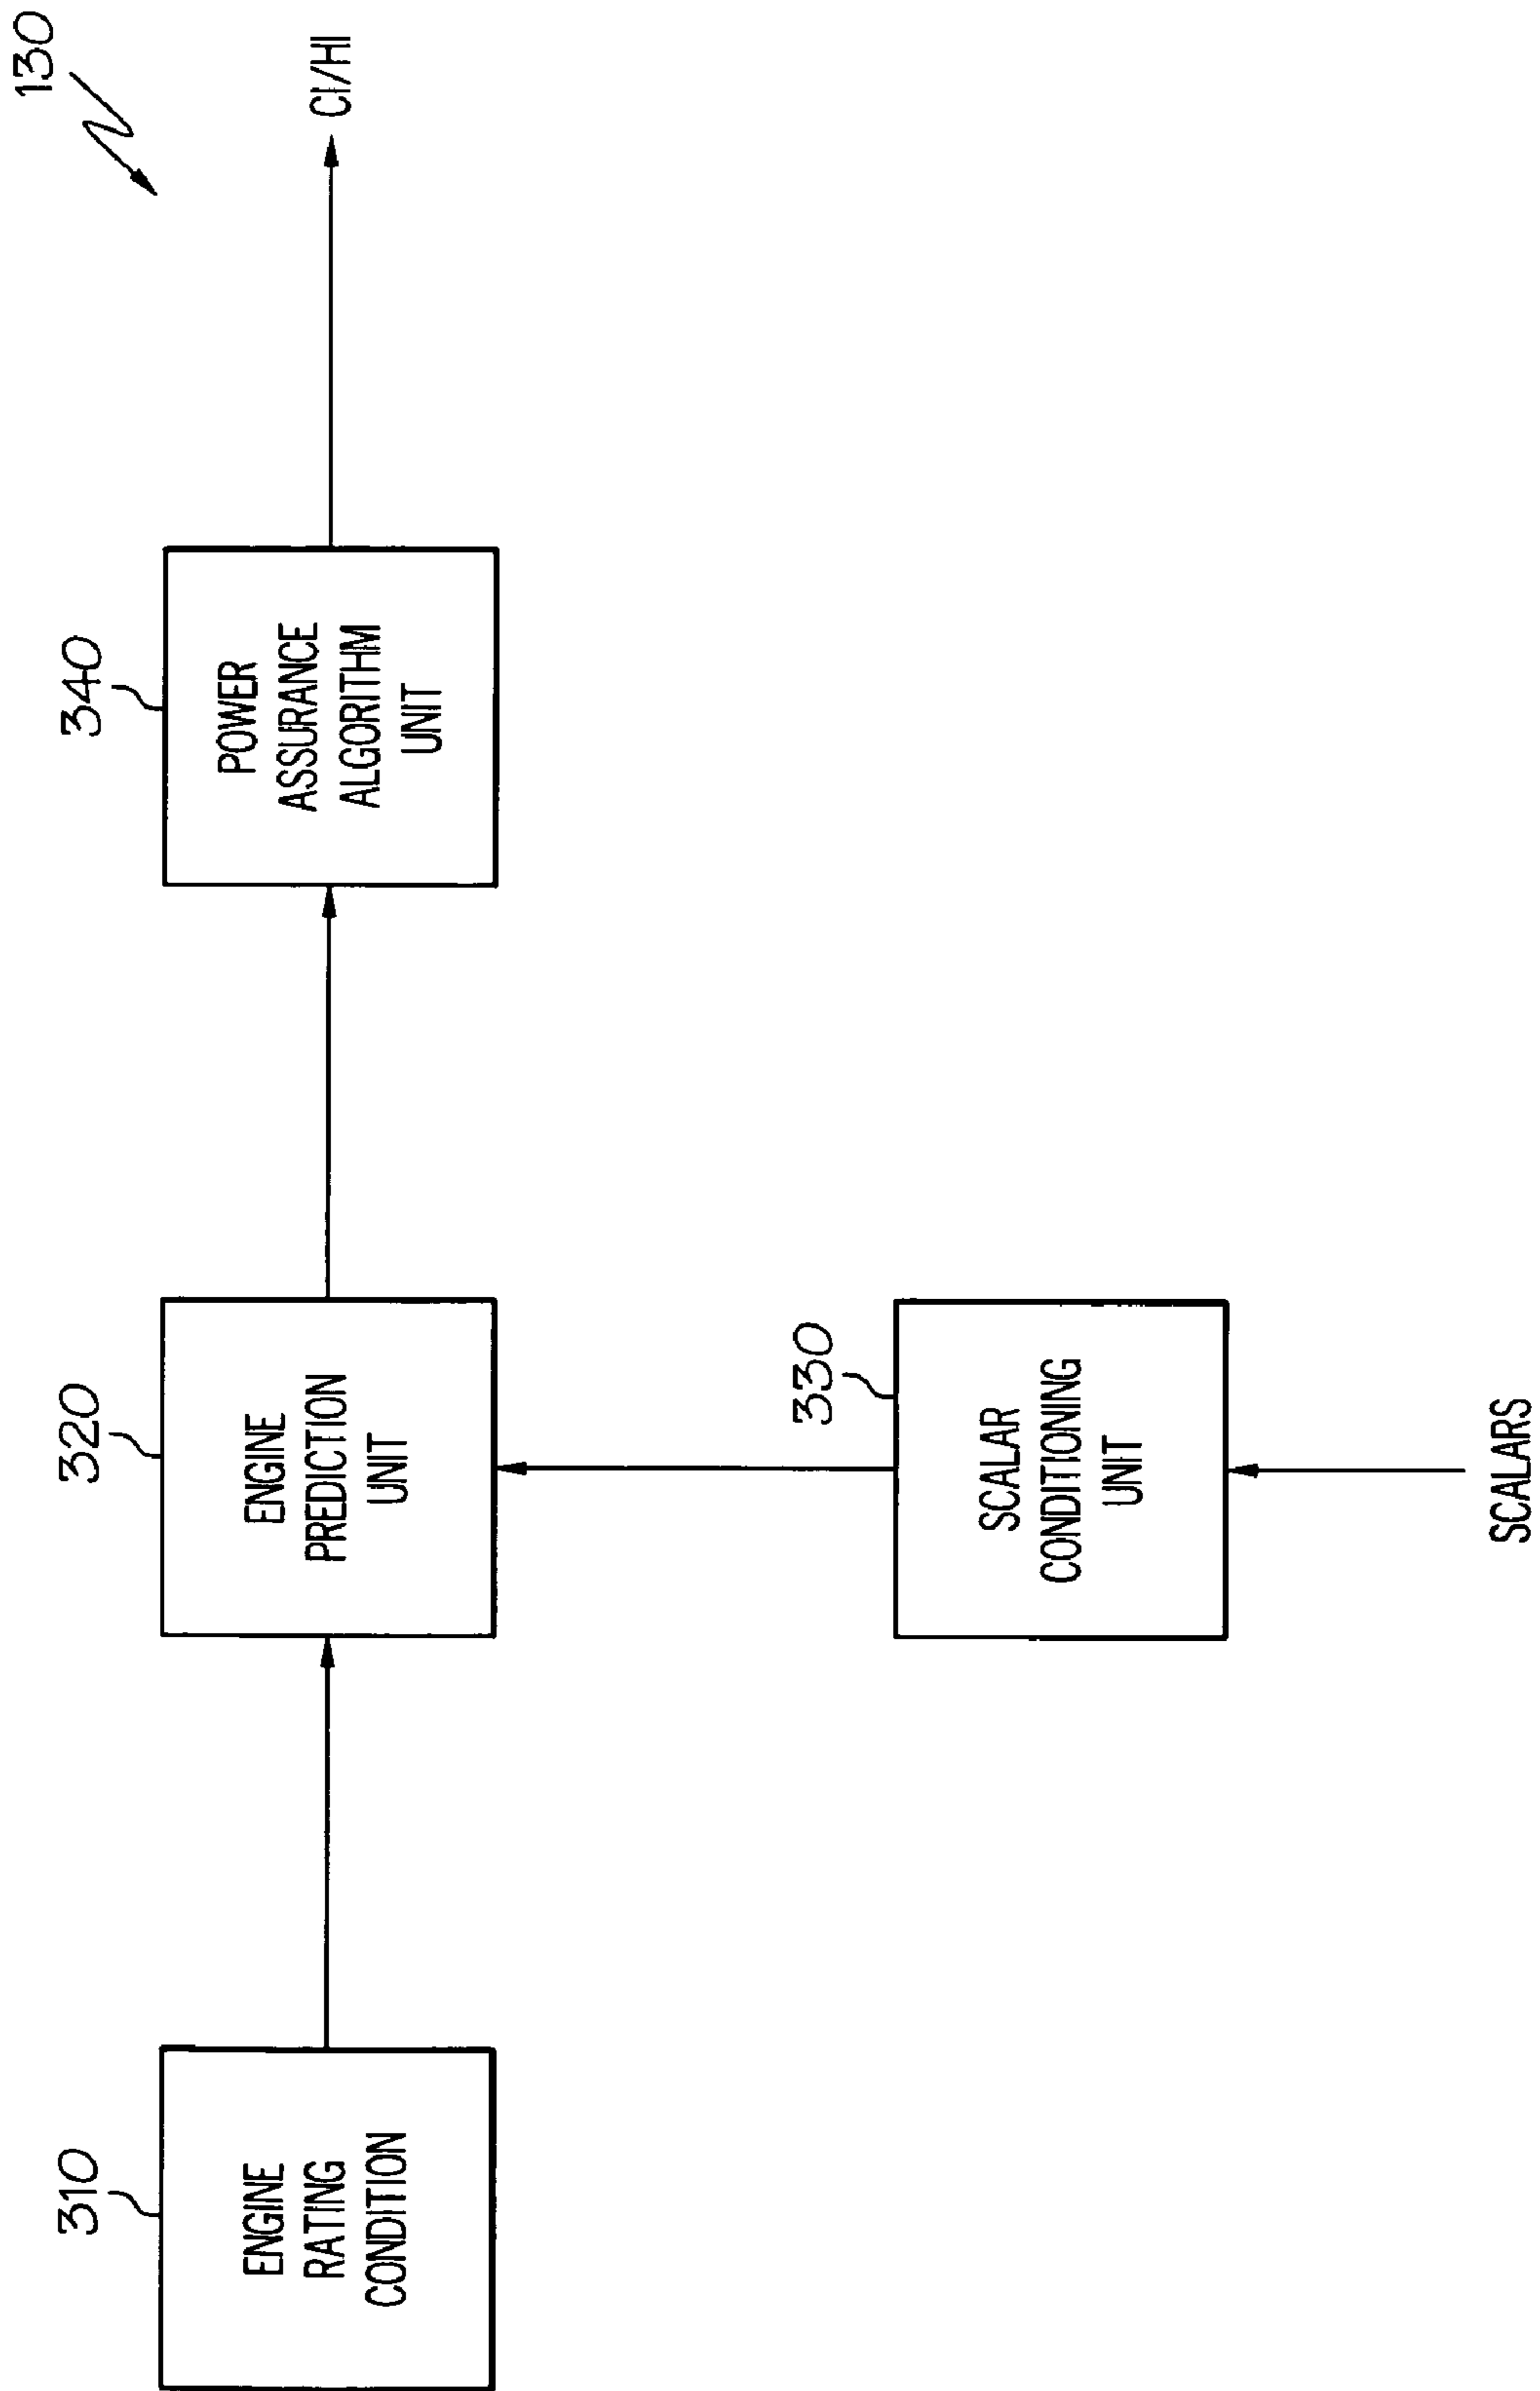 130
310
ENGINE
RATING
CONDITION
320
ENGINE
PREDICTION
UNIT
340
POWER
ASSURANCE
ALGORITHM
UNIT
CI/HI
330
SCALAR
CONDITIONING
UNIT
SCALARS